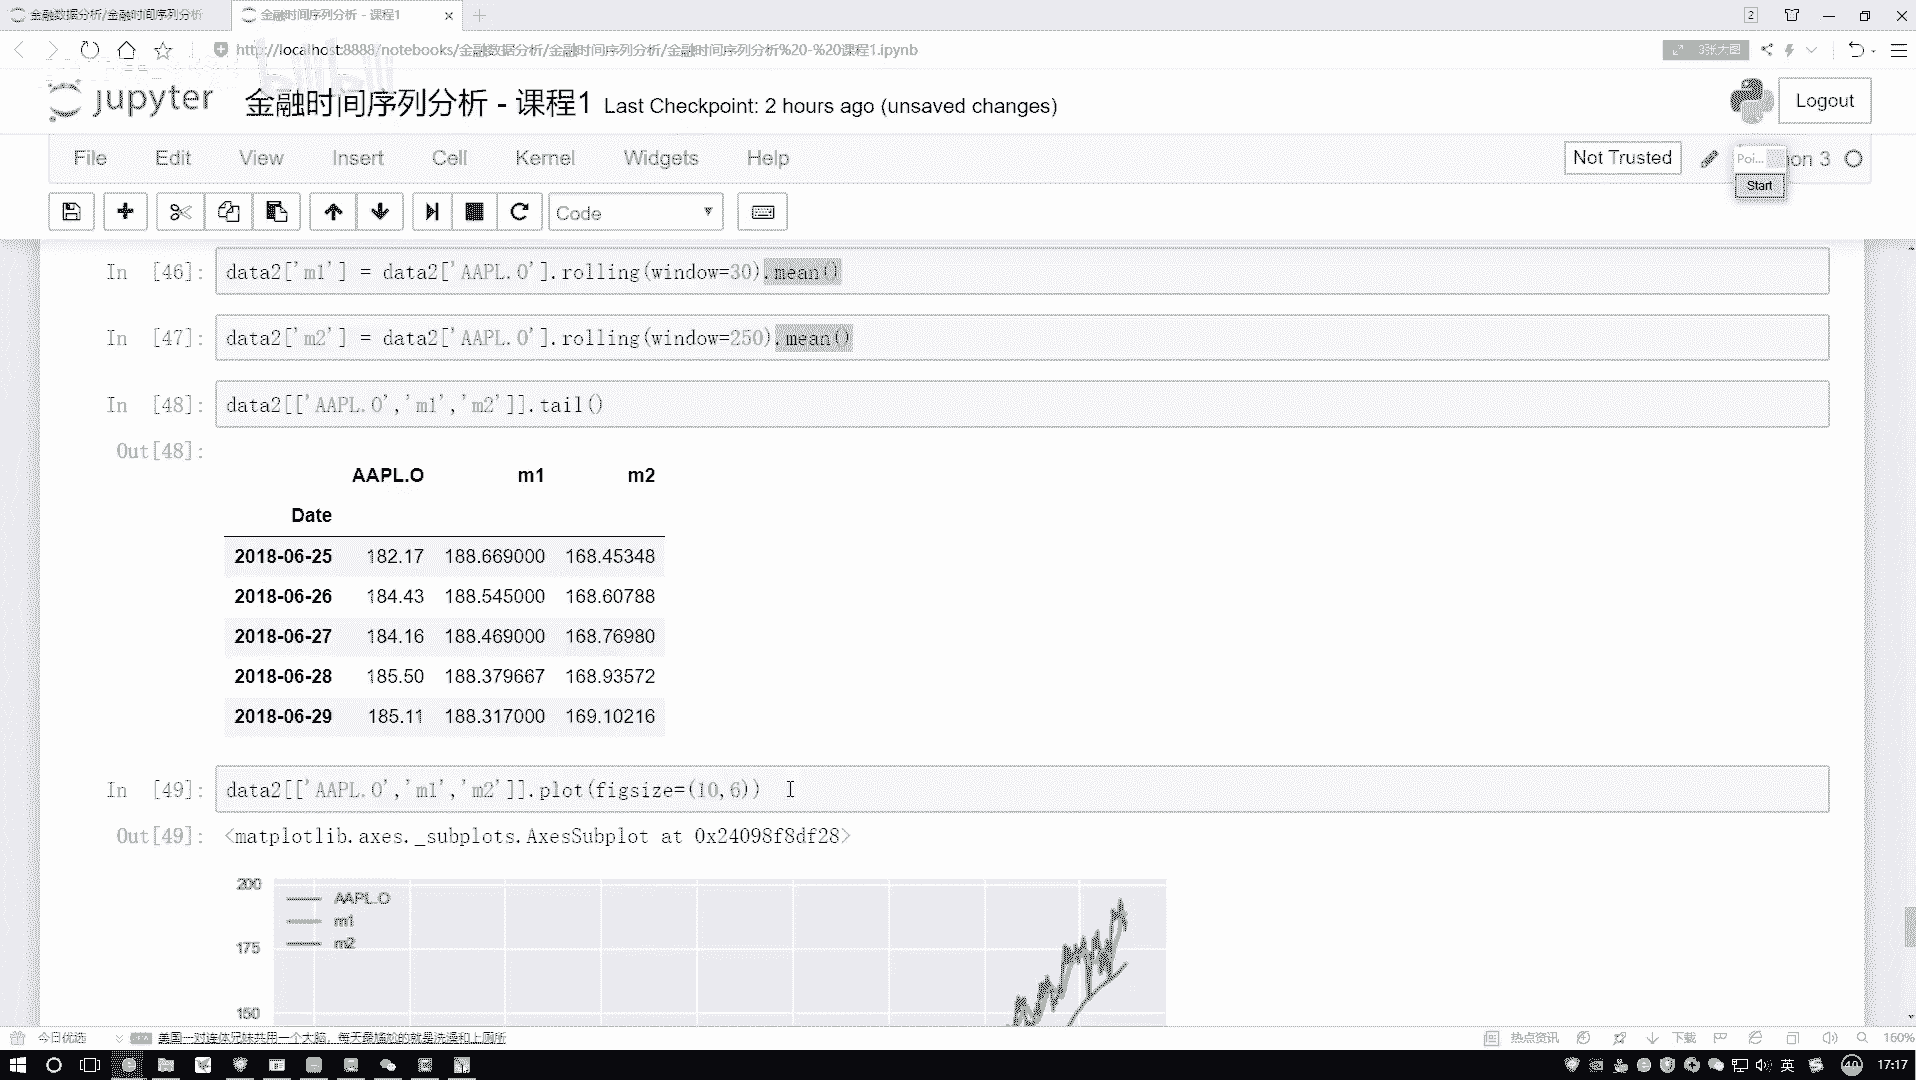 金融数据分析/金融时间序列分析
金融时间序列分析 - 课程1
2
http://localhost:8888/notebooks/金融数据分析/金融时间序列分析/金融时间序列分析%20-%20课程1.ipynb
3张大图
jupyter 金融时间序列分析 - 课程1 Last Checkpoint: 2 hours ago (unsaved changes)
Logout
File Edit View Insert Cell Kernel Widgets Help
Not Trusted
Poi...
on 3
Start
Code
In [46]: data2['m1'] = data2['AAPL.O'].rolling(window=30).mean()
In [47]: data2['m2'] = data2['AAPL.O'].rolling(window=250).mean()
In [48]: data2[['AAPL.O','m1','m2']].tail()
Out[48]:
AAPL.O m1 m2
Date
2018-06-25 182.17 188.669000 168.45348
2018-06-26 184.43 188.545000 168.60788
2018-06-27 184.16 188.469000 168.76980
2018-06-28 185.50 188.379667 168.93572
2018-06-29 185.11 188.317000 169.10216
In [49]: data2[['AAPL.O','m1','m2']].plot(figsize=(10,6))
Out[49]: <matplotlib.axes._subplots.AxesSubplot at 0x24098f8df28>
200
AAPL.O
m1
m2
175
150
今日优选
美国一对连体兄妹共用一个大脑，每天最尴尬的就是洗澡和上厕所
热点资讯
下载
160%
英
40
17:17